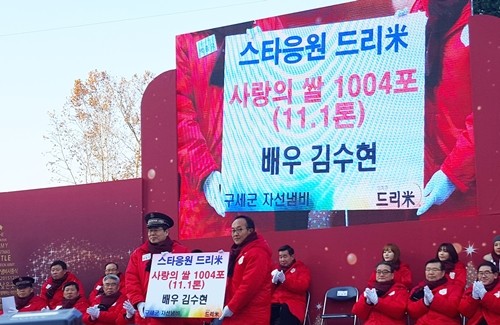 스타응원 드리米
사랑의 쌀 1004포
(11.1톤)
배우 김수현
구세군 자선냄비
드리米
스타응원 드리米
사랑의 쌀 1004포
(11.1톤)
배우 김수현